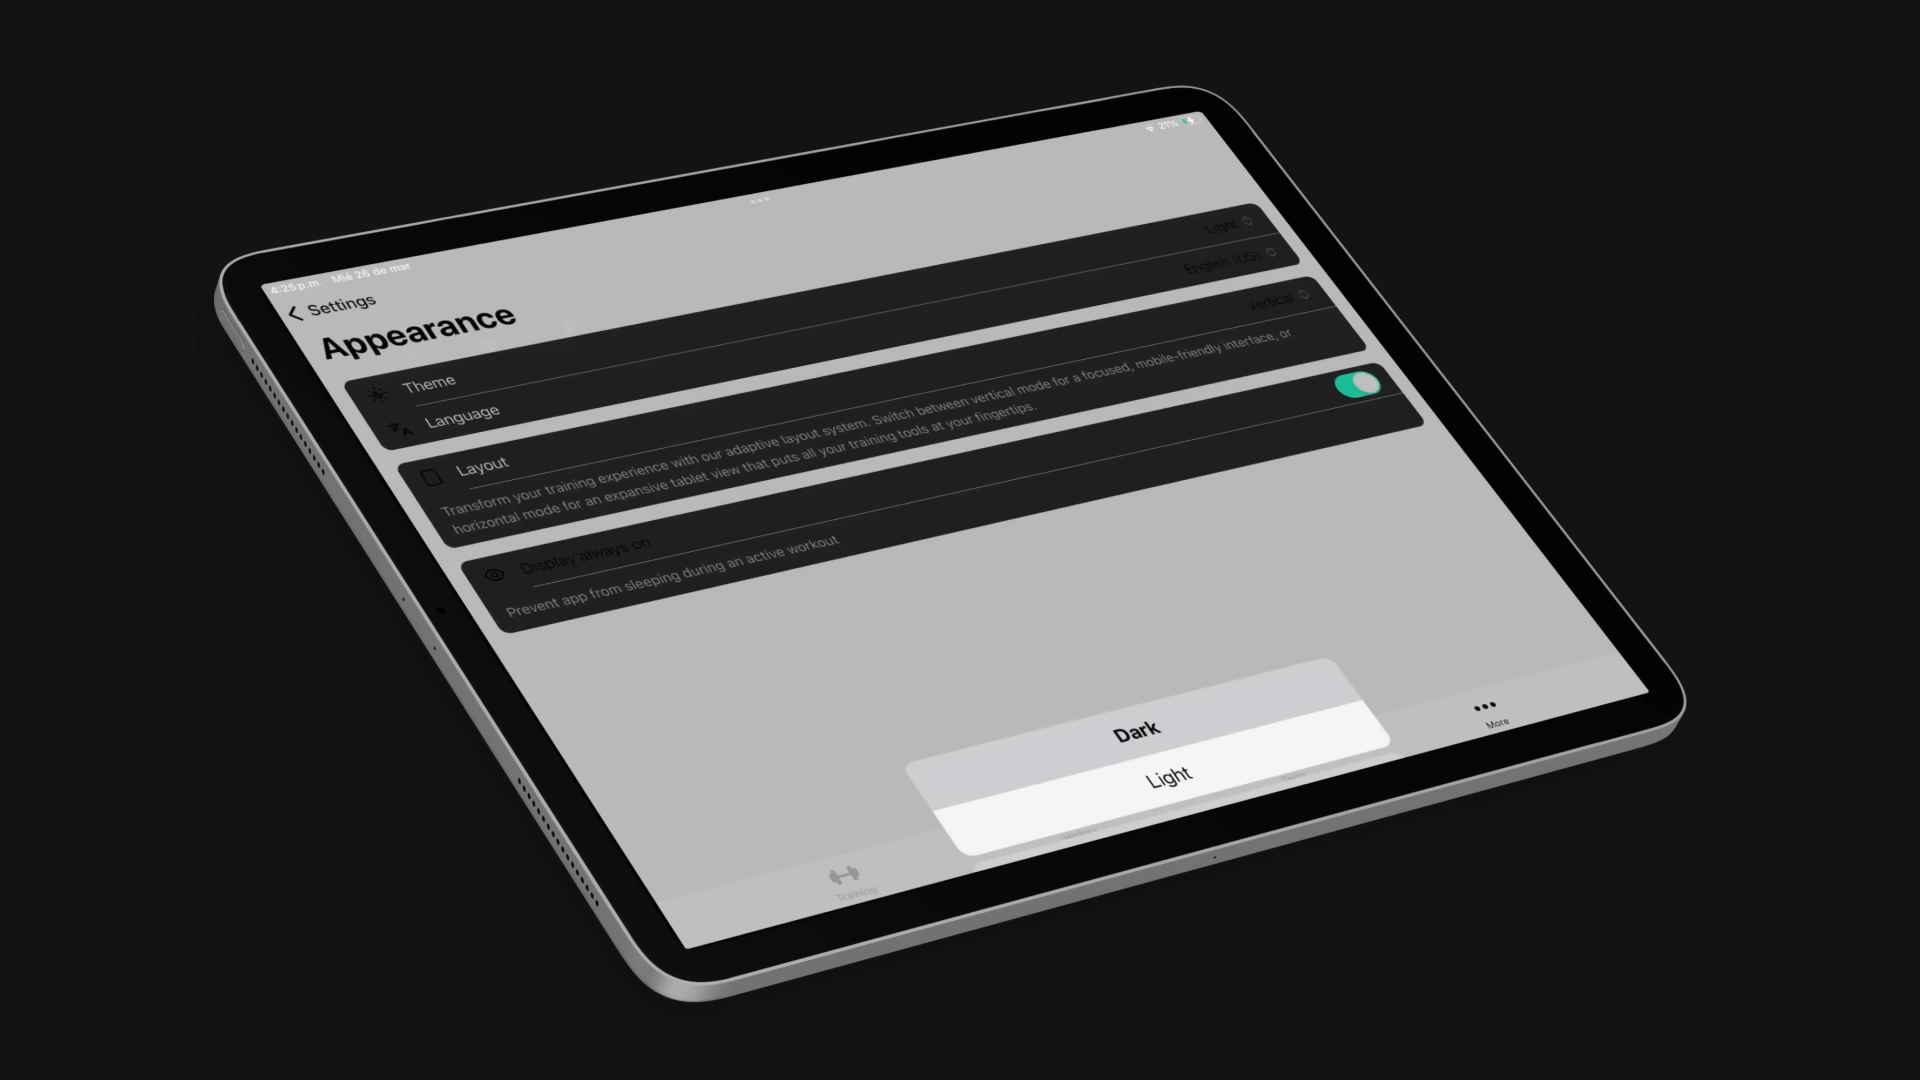 4:25 p.m. Mié 26 de mar
21%
Settings
Appearance
Theme
Light
Language
English (US)
Layout
Vertical
Transform your training experience with our adaptive layout system. Switch between vertical mode for a focused, mobile-friendly interface, or
horizontal mode for an expansive tablet view that puts all your training tools at your fingertips.
Display always on
Prevent app from sleeping during an active workout
Dark
Light
Training
More